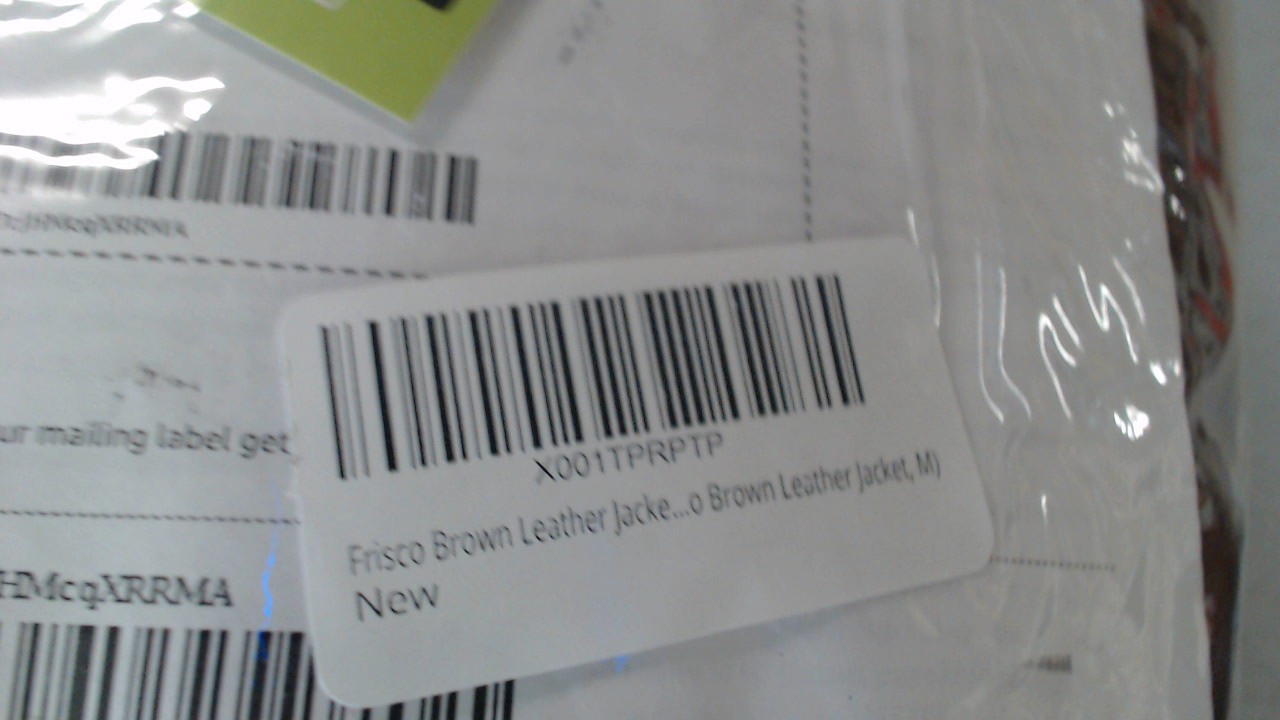 ur mailing label get
X001TPRPTP
Frisco Brown Leather Jacke...o Brown Leather Jacket, M)
New
HMcqXRRMA